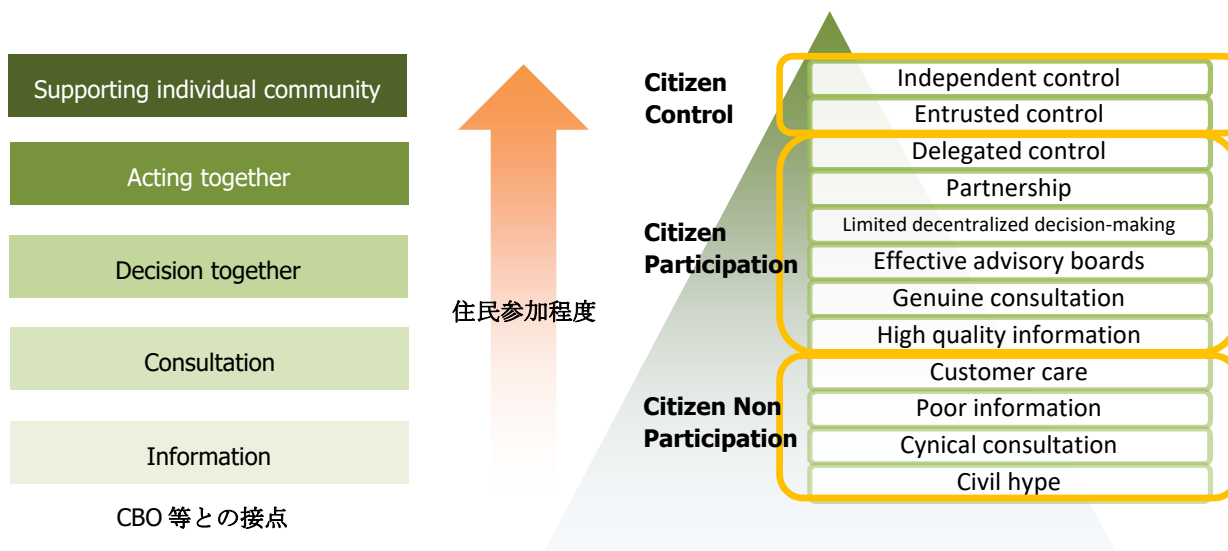 Supporting individual community
Acting together
Decision together
Consultation
Information
CBO 等との接点
住民参加程度
Citizen
Control
Citizen
Participation
Citizen Non
Participation
Independent control
Entrusted control
Delegated control
Partnership
Limited decentralized decision-making
Effective advisory boards
Genuine consultation
High quality information
Customer care
Poor information
Cynical consultation
Civil hype